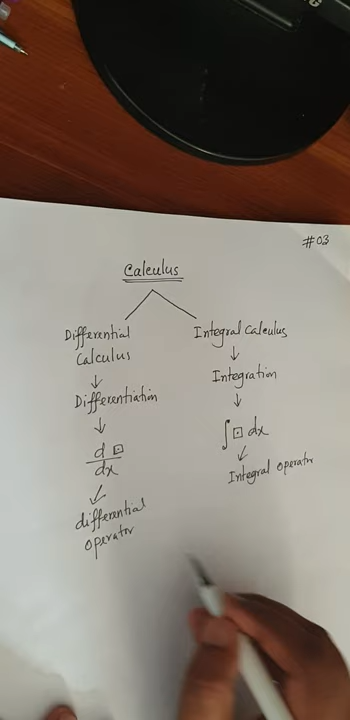 #03
Calculus
Differential
Calculus
↓
Differentiation
↓
d ⊡
dx
↓
differential
operator
Integral Calculus
↓
Integration
↓
∫⊡ dx
↓
Integral operator